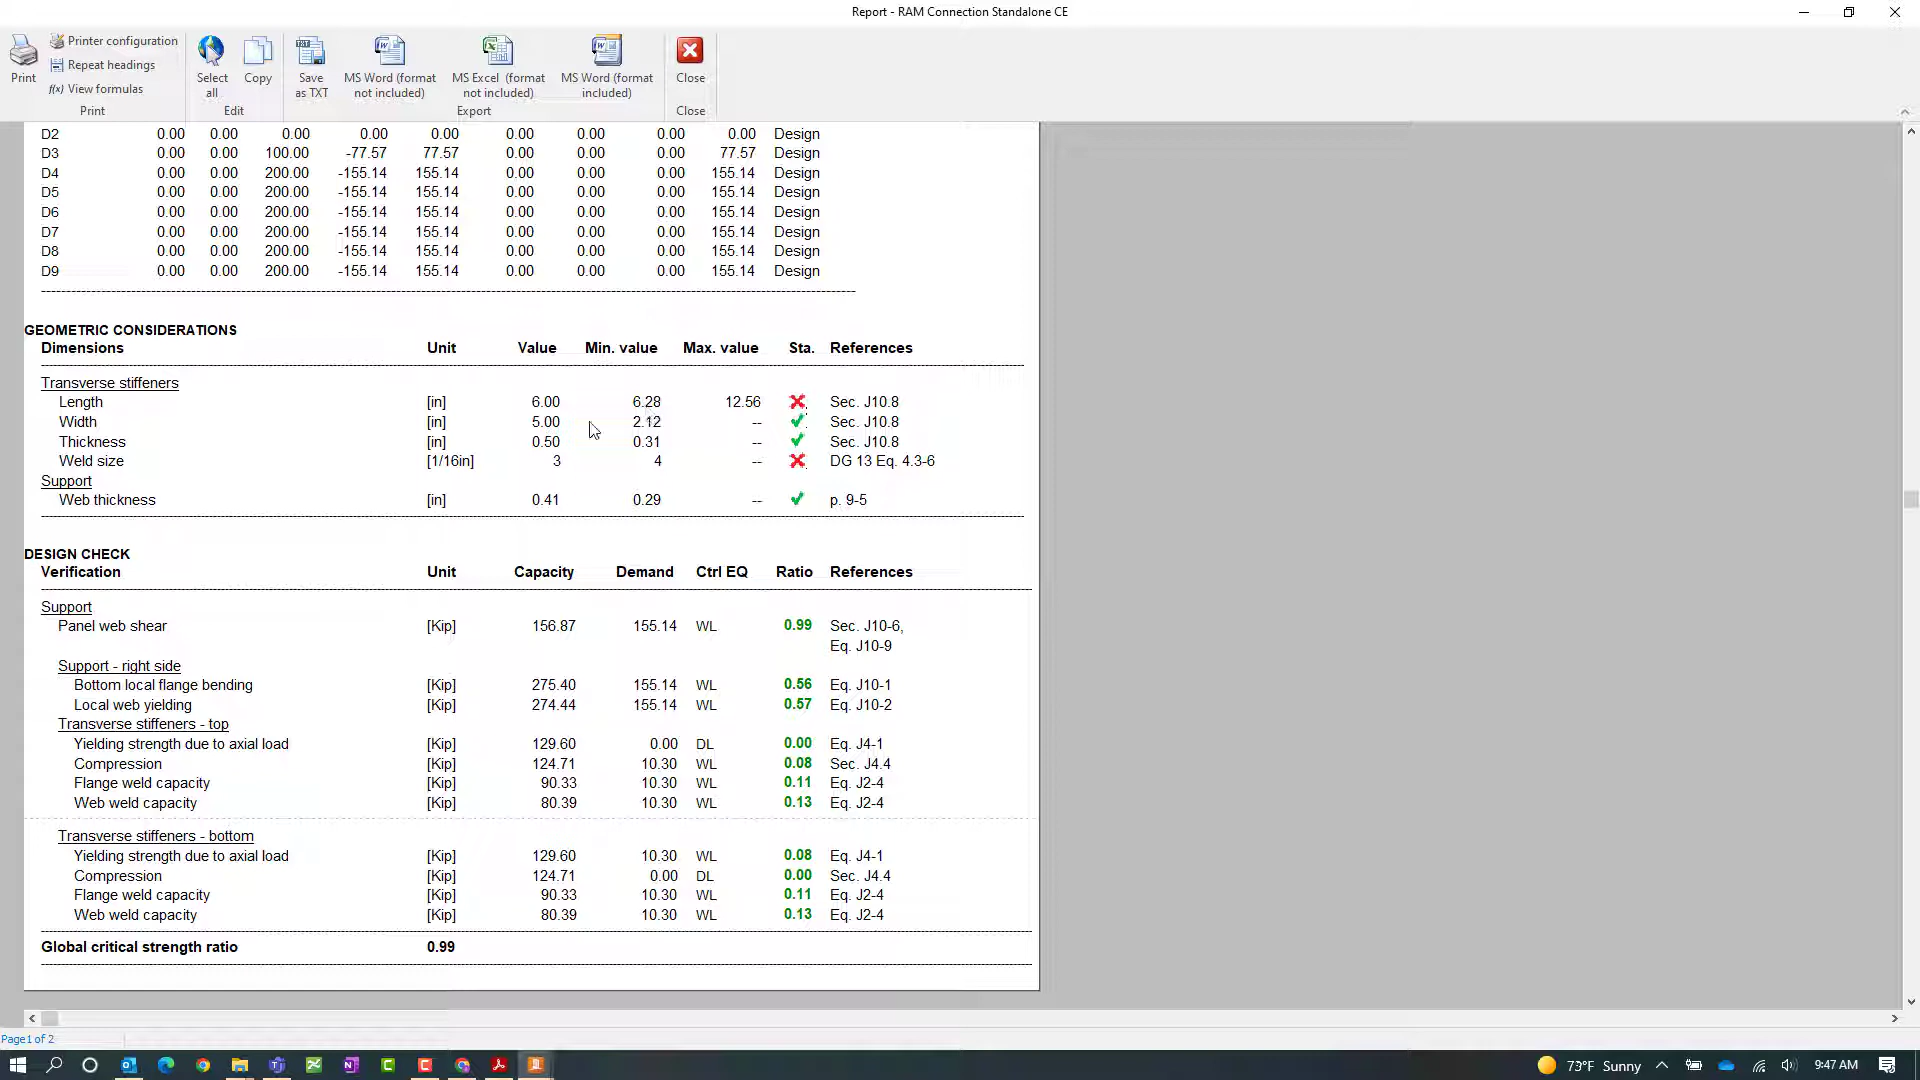 Report - RAM Connection Standalone CE
Print
Printer configuration
Repeat headings
f(x) View formulas
Print
Select all
Copy
Edit
Save as TXT
MS Word (format not included)
MS Excel (format not included)
MS Word (format included)
Export
Close
Close
D2 0.00 0.00 0.00 0.00 0.00 0.00 0.00 0.00 0.00 Design
D3 0.00 0.00 100.00 -77.57 77.57 0.00 0.00 0.00 77.57 Design
D4 0.00 0.00 200.00 -155.14 155.14 0.00 0.00 0.00 155.14 Design
D5 0.00 0.00 200.00 -155.14 155.14 0.00 0.00 0.00 155.14 Design
D6 0.00 0.00 200.00 -155.14 155.14 0.00 0.00 0.00 155.14 Design
D7 0.00 0.00 200.00 -155.14 155.14 0.00 0.00 0.00 155.14 Design
D8 0.00 0.00 200.00 -155.14 155.14 0.00 0.00 0.00 155.14 Design
D9 0.00 0.00 200.00 -155.14 155.14 0.00 0.00 0.00 155.14 Design
GEOMETRIC CONSIDERATIONS
Dimensions Unit Value Min. value Max. value Sta. References
Transverse stiffeners
Length [in] 6.00 6.28 12.56 Sec. J10.8
Width [in] 5.00 2.12 -- Sec. J10.8
Thickness [in] 0.50 0.31 -- Sec. J10.8
Weld size [1/16in] 3 4 -- DG 13 Eq. 4.3-6
Support
Web thickness [in] 0.41 0.29 -- p. 9-5
DESIGN CHECK
Verification Unit Capacity Demand Ctrl EQ Ratio References
Support
Panel web shear [Kip] 156.87 155.14 WL 0.99 Sec. J10-6,
Eq. J10-9
Support - right side
Bottom local flange bending [Kip] 275.40 155.14 WL 0.56 Eq. J10-1
Local web yielding [Kip] 274.44 155.14 WL 0.57 Eq. J10-2
Transverse stiffeners - top
Yielding strength due to axial load [Kip] 129.60 0.00 DL 0.00 Eq. J4-1
Compression [Kip] 124.71 10.30 WL 0.08 Sec. J4.4
Flange weld capacity [Kip] 90.33 10.30 WL 0.11 Eq. J2-4
Web weld capacity [Kip] 80.39 10.30 WL 0.13 Eq. J2-4
Transverse stiffeners - bottom
Yielding strength due to axial load [Kip] 129.60 10.30 WL 0.08 Eq. J4-1
Compression [Kip] 124.71 0.00 DL 0.00 Sec. J4.4
Flange weld capacity [Kip] 90.33 10.30 WL 0.11 Eq. J2-4
Web weld capacity [Kip] 80.39 10.30 WL 0.13 Eq. J2-4
Global critical strength ratio 0.99
Page1 of 2
73°F Sunny
9:47 AM